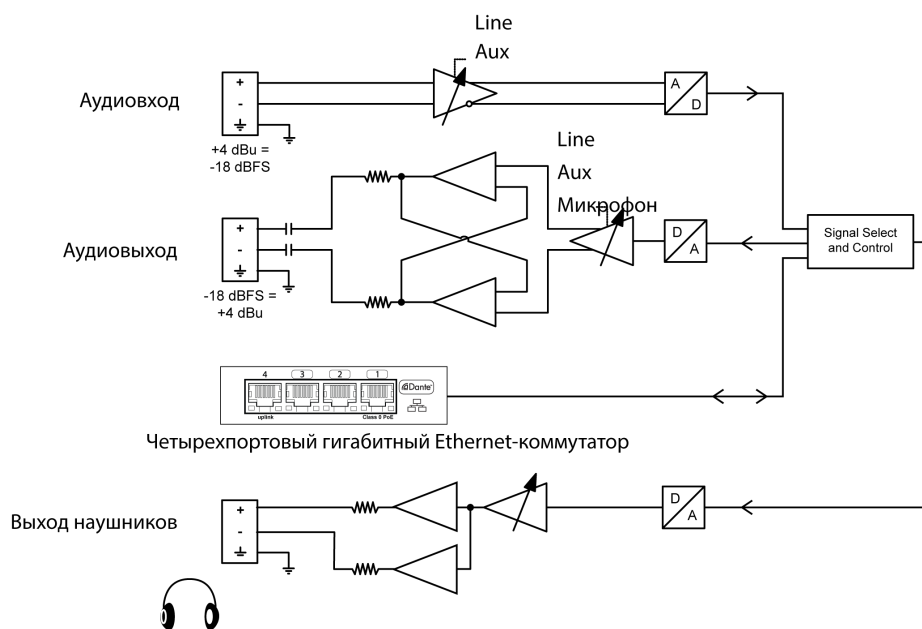 Line
Aux
Аудиовход
+
-
+4 dBu =
-18 dBFS
A
D
Line
Aux
Микрофон
Аудиовыход
+
-
-18 dBFS =
+4 dBu
D
A
Signal Select
and Control
4 3 2 1
uplink Class 0 PoE
Dante
Четырехпортовый гигабитный Ethernet-коммутатор
Выход наушников
+
-
D
A